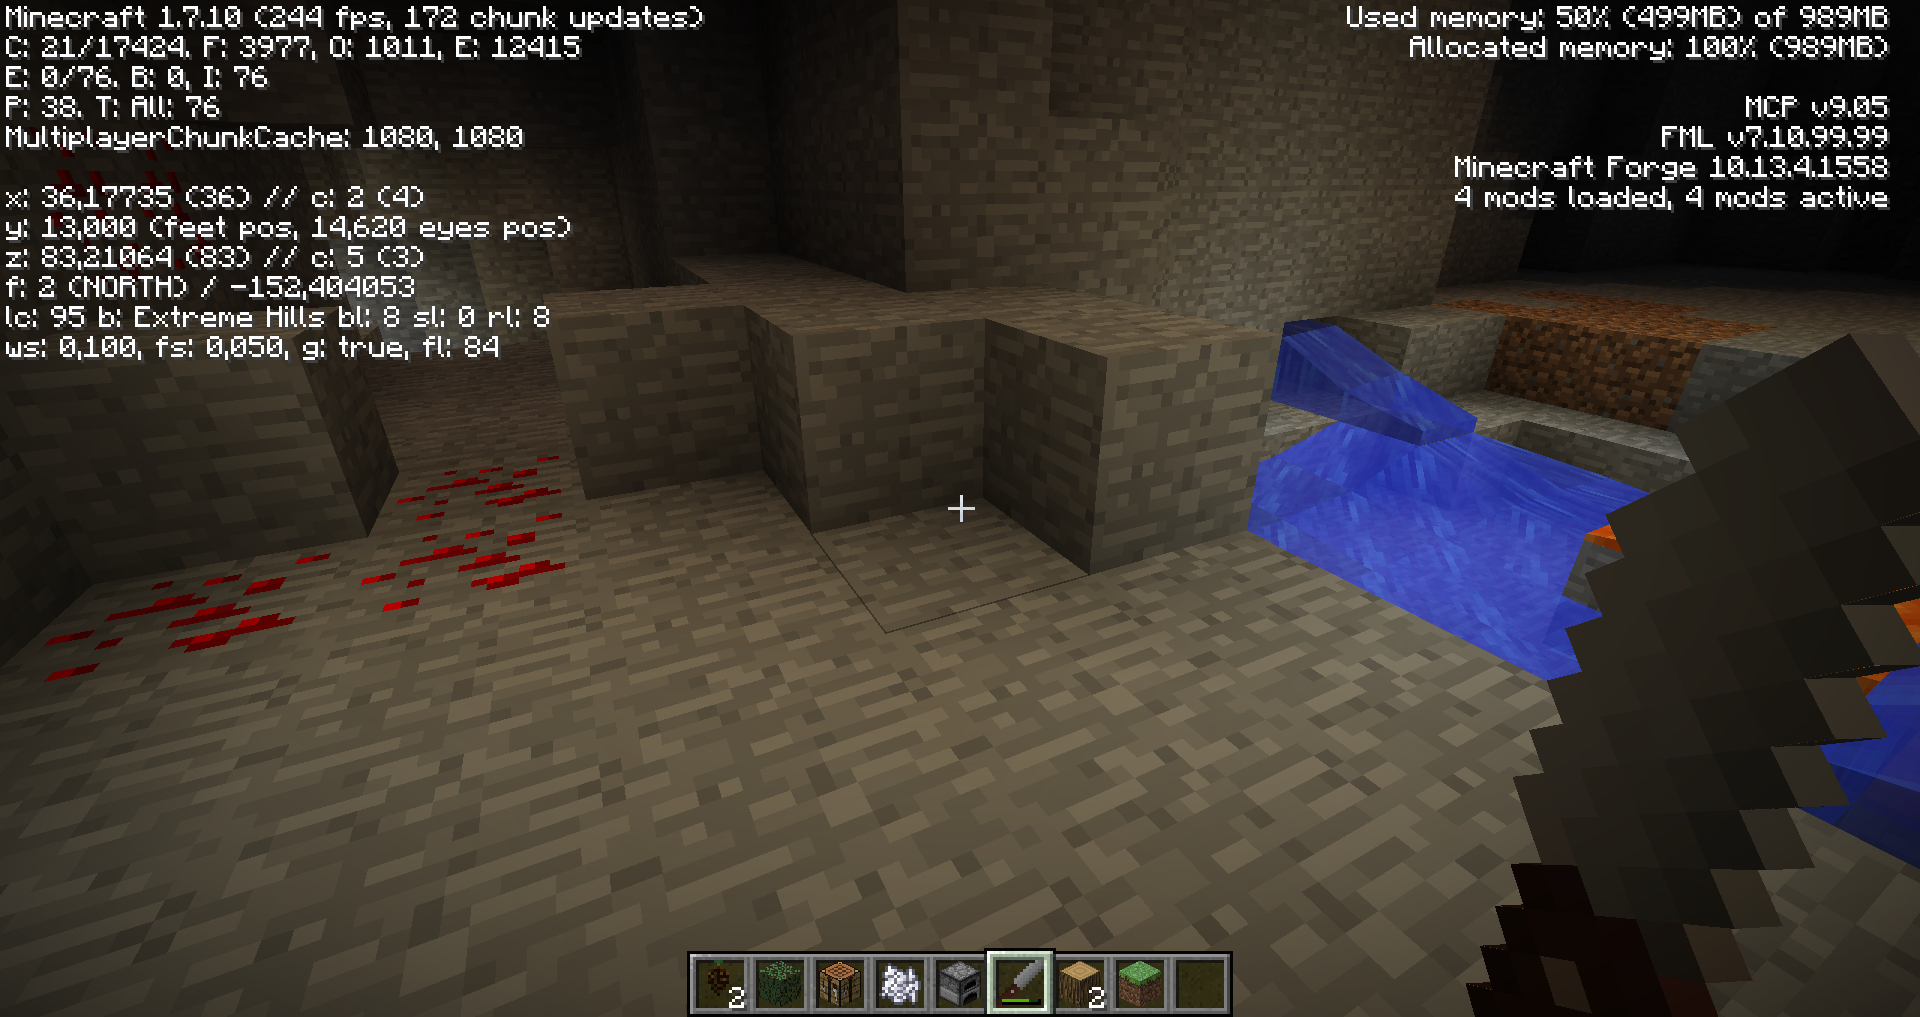 Minecraft 1.7.10 (244 fps, 172 chunk updates)
C: 21/17424. F: 3977, O: 1011, E: 12415
E: 0/76. B: 0, I: 76
P: 38. T: All: 76
MultiplayerChunkCache: 1080, 1080
x: 36,17735 (36) // c: 2 (4)
y: 13,000 (feet pos, 14,620 eyes pos)
z: 83,21064 (83) // c: 5 (3)
f: 2 (NORTH) / -152,404053
lc: 95 b: Extreme Hills bl: 8 sl: 0 rl: 8
ws: 0,100, fs: 0,050, g: true, fl: 84
Used memory: 50% (499MB) of 989MB
Allocated memory: 100% (989MB)
MCP v9.05
FML v7.10.99.99
Minecraft Forge 10.13.4.1558
4 mods loaded, 4 mods active
2
2